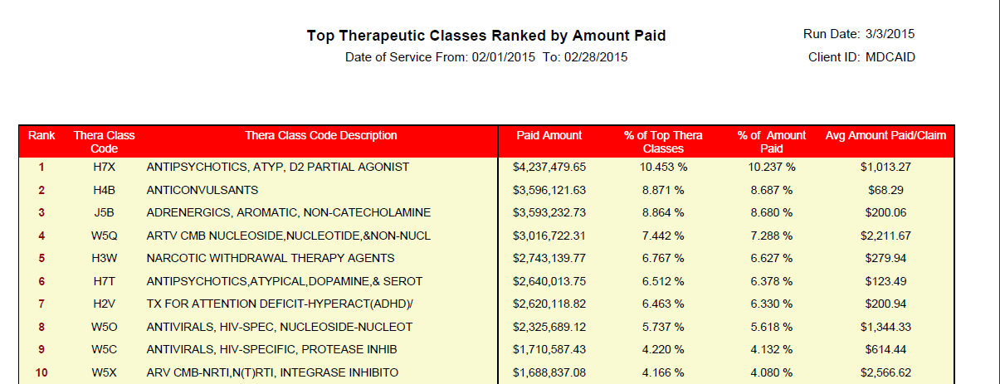 Top Therapeutic Classes Ranked by Amount Paid
Run Date: 3/3/2015
Date of Service From: 02/01/2015 To: 02/28/2015
Client ID: MDCAID
Rank Thera Class Code Thera Class Code Description Paid Amount % of Top Thera Classes % of Amount Paid Avg Amount Paid/Claim
1 H7X ANTIPSYCHOTICS, ATYP, D2 PARTIAL AGONIST $4,237,479.65 10.453 % 10.237 % $1,013.27
2 H4B ANTICONVULSANTS $3,596,121.63 8.871 % 8.687 % $68.29
3 J5B ADRENERGICS, AROMATIC, NON-CATECHOLAMINE $3,593,232.73 8.864 % 8.680 % $200.06
4 W5Q ARTV CMB NUCLEOSIDE,NUCLEOTIDE,&NON-NUCL $3,016,722.31 7.442 % 7.288 % $2,211.67
5 H3W NARCOTIC WITHDRAWAL THERAPY AGENTS $2,743,139.77 6.767 % 6.627 % $279.94
6 H7T ANTIPSYCHOTICS,ATYPICAL,DOPAMINE,& SEROT $2,640,013.75 6.512 % 6.378 % $123.49
7 H2V TX FOR ATTENTION DEFICIT-HYPERACT(ADHD)/ $2,620,118.82 6.463 % 6.330 % $200.94
8 W5O ANTIVIRALS, HIV-SPEC, NUCLEOSIDE-NUCLEOT $2,325,689.12 5.737 % 5.618 % $1,344.33
9 W5C ANTIVIRALS, HIV-SPECIFIC, PROTEASE INHIB $1,710,587.43 4.220 % 4.132 % $614.44
10 W5X ARV CMB-NRTI,N(T)RTI, INTEGRASE INHIBITO $1,688,837.08 4.166 % 4.080 % $2,566.62